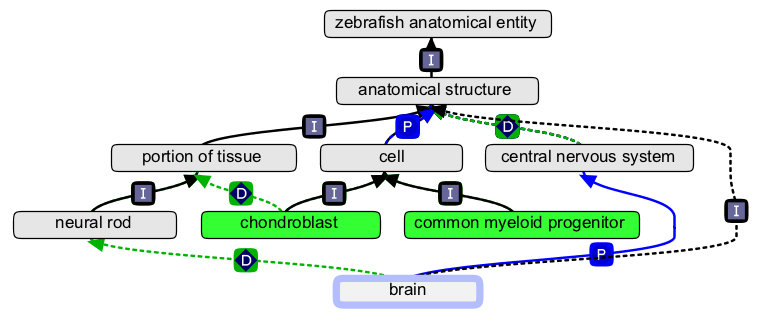 zebrafish anatomical entity
I
anatomical structure
I
P
D
portion of tissue
cell
central nervous system
I
D
I
I
I
neural rod
chondroblast
common myeloid progenitor
D
P
brain